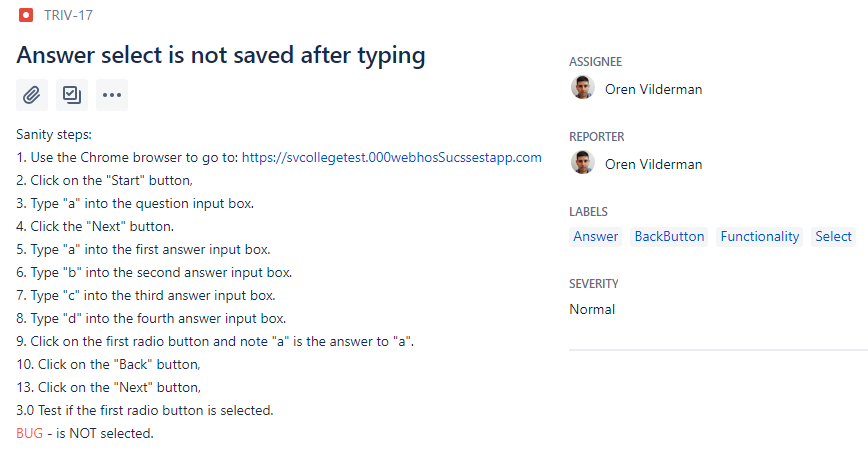 TRIV-17
Answer select is not saved after typing
Sanity steps:
1. Use the Chrome browser to go to: https://svcollegetest.000webhosSucssestapp.com
2. Click on the "Start" button,
3. Type "a" into the question input box.
4. Click the "Next" button.
5. Type "a" into the first answer input box.
6. Type "b" into the second answer input box.
7. Type "c" into the third answer input box.
8. Type "d" into the fourth answer input box.
9. Click on the first radio button and note "a" is the answer to "a".
10. Click on the "Back" button,
13. Click on the "Next" button,
3.0 Test if the first radio button is selected.
BUG - is NOT selected.
ASSIGNEE
Oren Vilderman
REPORTER
Oren Vilderman
LABELS
Answer BackButton Functionality Select
SEVERITY
Normal